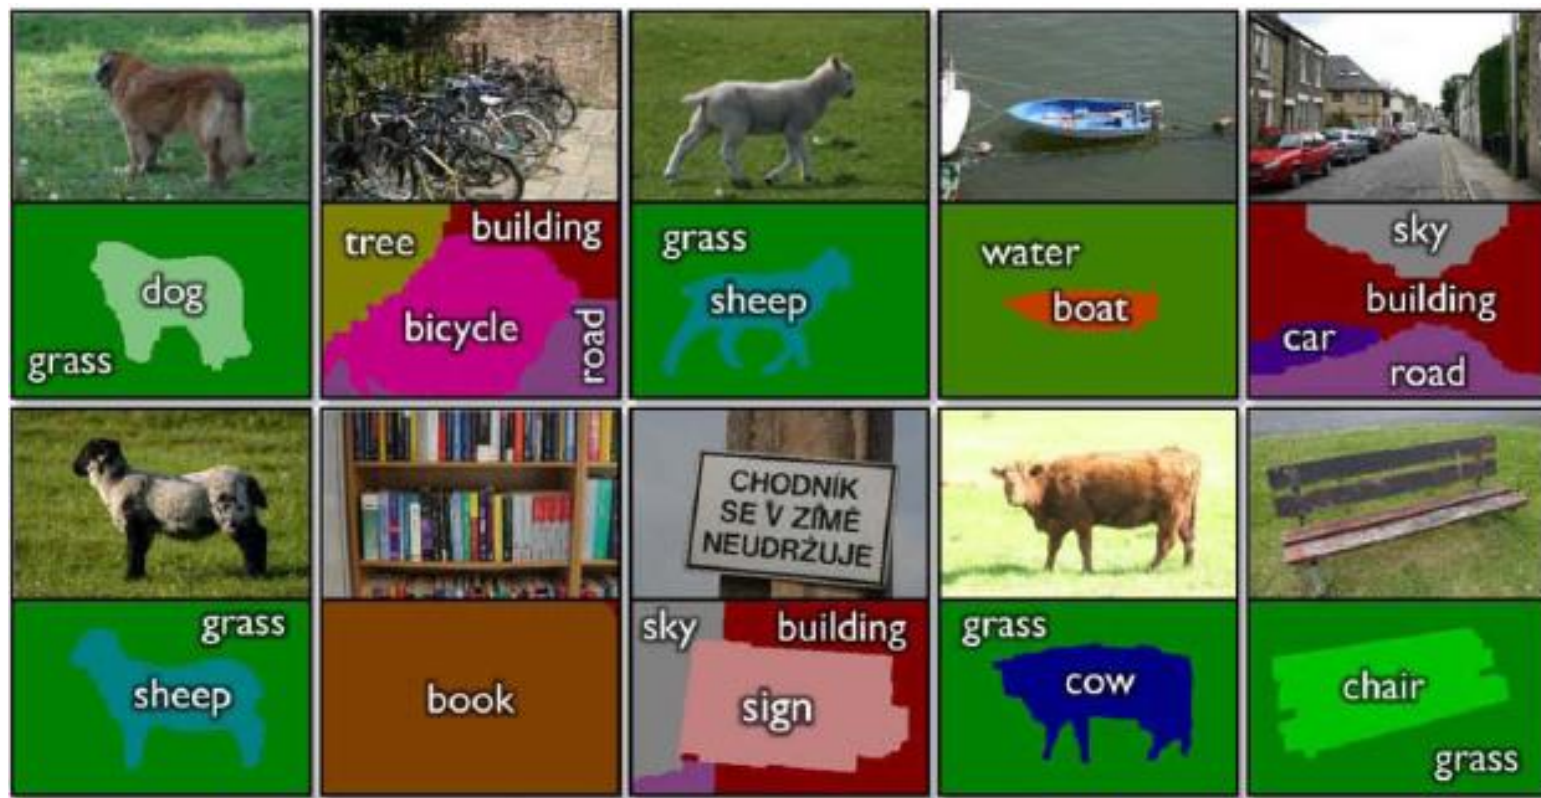 tree
building
grass
water
sky
dog
sheep
boat
building
bicycle
road
car
grass
road
CHODNÍK
SE V ZIMĚ
NEUDRŽUJE
grass
sky
building
grass
sheep
book
sign
cow
chair
grass